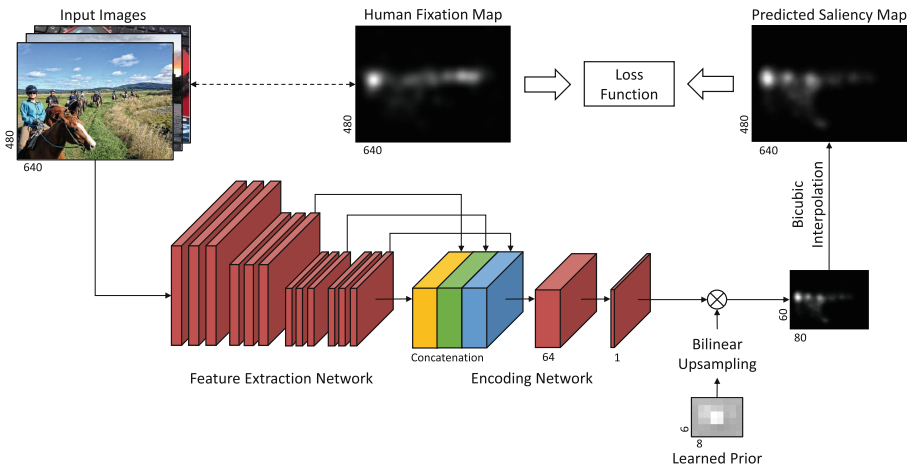 Input Images
Human Fixation Map
Predicted Saliency Map
Loss
Function
480
640
480
640
480
640
Bicubic
Interpolation
Concatenation
64
1
Feature Extraction Network
Encoding Network
Bilinear
Upsampling
60
80
6
8
Learned Prior